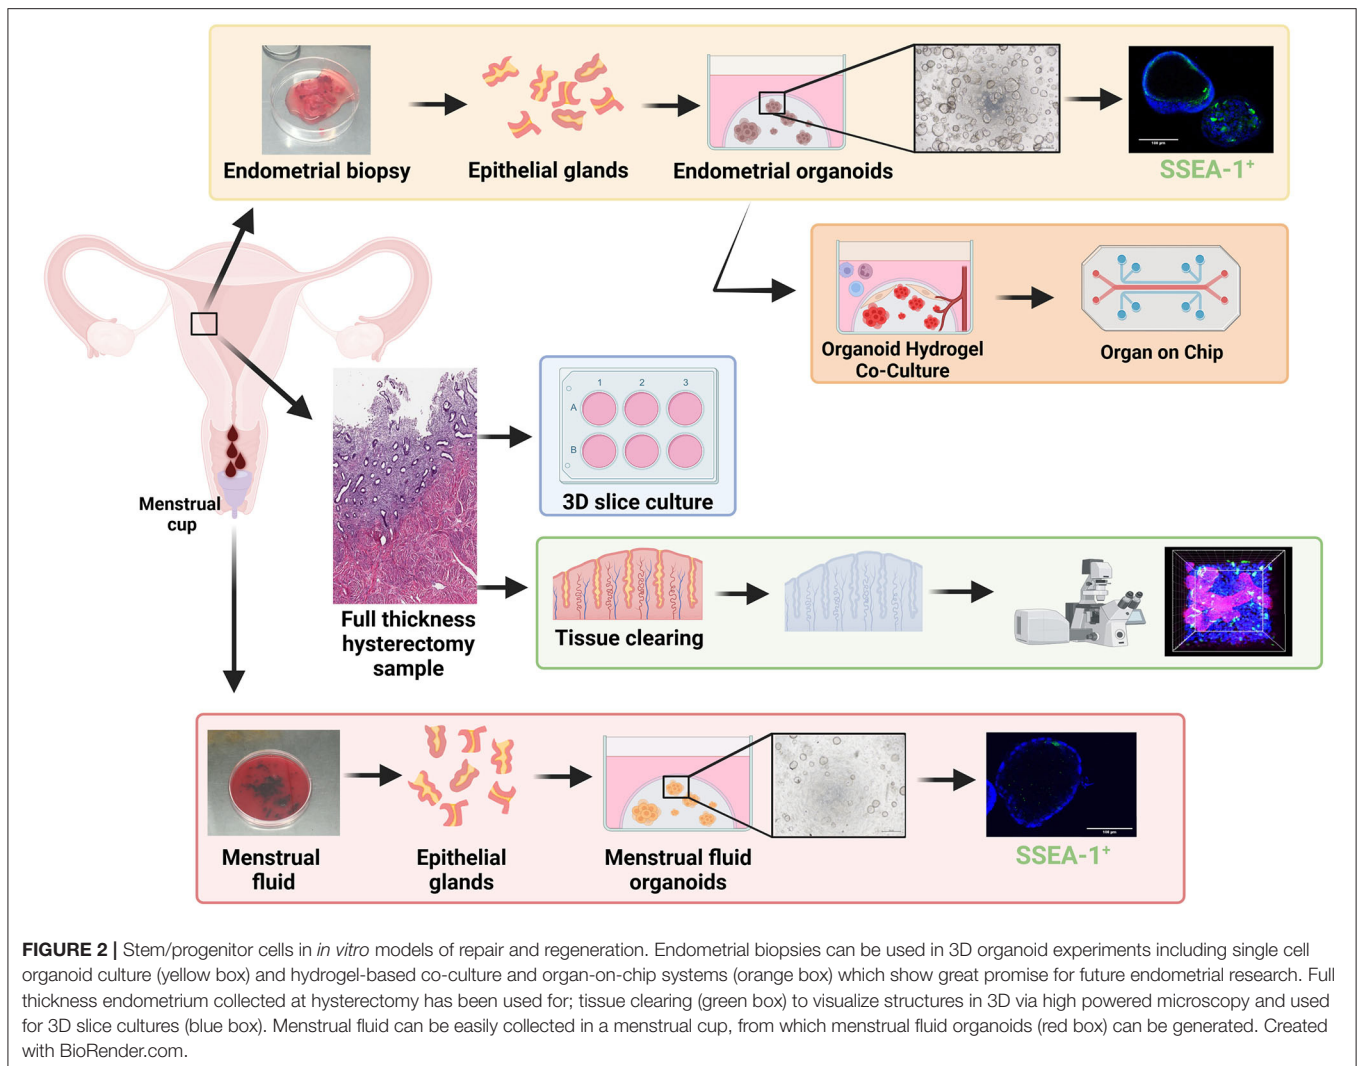 Endometrial biopsy
Epithelial glands
Endometrial organoids
100 µm
SSEA-1+
Organoid Hydrogel
Co-Culture
Organ on Chip
1 2 3
A
B
3D slice culture
Menstrual
cup
Full thickness
hysterectomy
sample
Tissue clearing
Menstrual
fluid
Epithelial
glands
Menstrual fluid
organoids
100 µm
SSEA-1+
FIGURE 2 | Stem/progenitor cells in in vitro models of repair and regeneration. Endometrial biopsies can be used in 3D organoid experiments including single cell
organoid culture (yellow box) and hydrogel-based co-culture and organ-on-chip systems (orange box) which show great promise for future endometrial research. Full
thickness endometrium collected at hysterectomy has been used for; tissue clearing (green box) to visualize structures in 3D via high powered microscopy and used
for 3D slice cultures (blue box). Menstrual fluid can be easily collected in a menstrual cup, from which menstrual fluid organoids (red box) can be generated. Created
with BioRender.com.